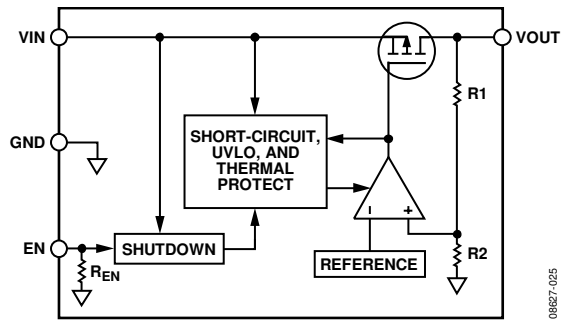 VIN
VOUT
R1
GND
SHORT-CIRCUIT,
UVLO, AND
THERMAL
PROTECT
– +
EN
SHUTDOWN
REN
REFERENCE
R2
08627-025